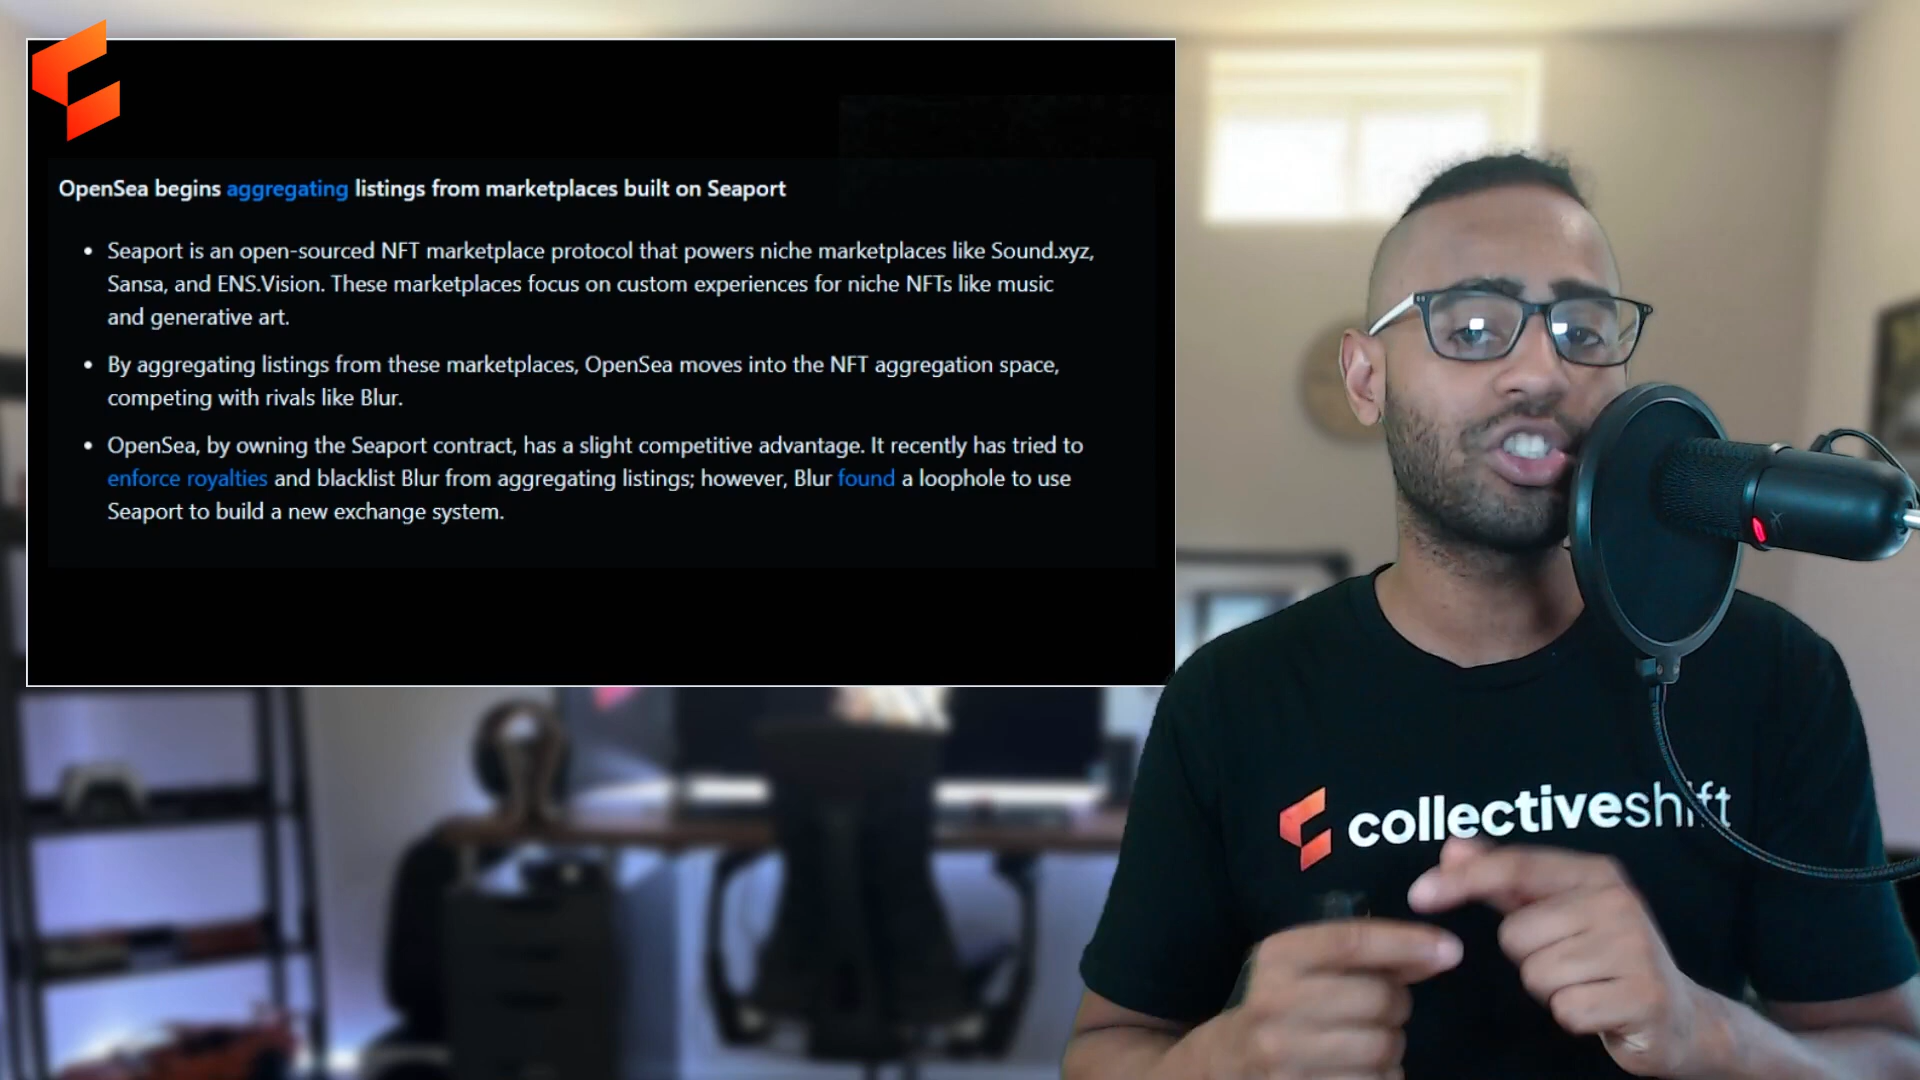 OpenSea begins aggregating listings from marketplaces built on Seaport
• Seaport is an open-sourced NFT marketplace protocol that powers niche marketplaces like Sound.xyz,
Sansa, and ENS.Vision. These marketplaces focus on custom experiences for niche NFTs like music
and generative art.
• By aggregating listings from these marketplaces, OpenSea moves into the NFT aggregation space,
competing with rivals like Blur.
• OpenSea, by owning the Seaport contract, has a slight competitive advantage. It recently has tried to
enforce royalties and blacklist Blur from aggregating listings; however, Blur found a loophole to use
Seaport to build a new exchange system.
collectiveshift